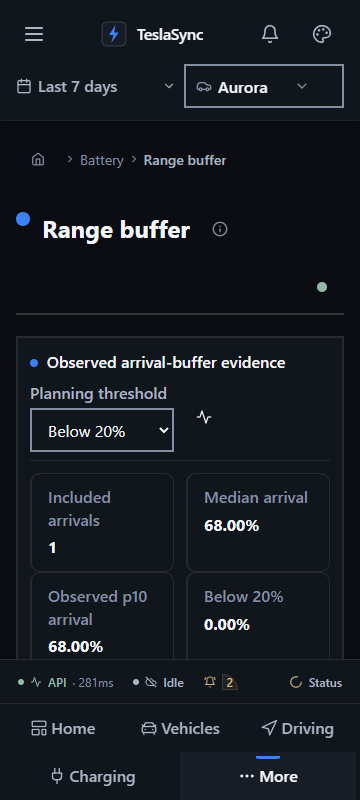 TeslaSync
Last 7 days
Aurora
Battery
Range buffer
Range buffer
Observed arrival-buffer evidence
Planning threshold
Below 20%
Included arrivals
1
Median arrival
68.00%
Observed p10 arrival
68.00%
Below 20%
0.00%
API · 281ms
Idle
2
Status
Home
Vehicles
Driving
Charging
More